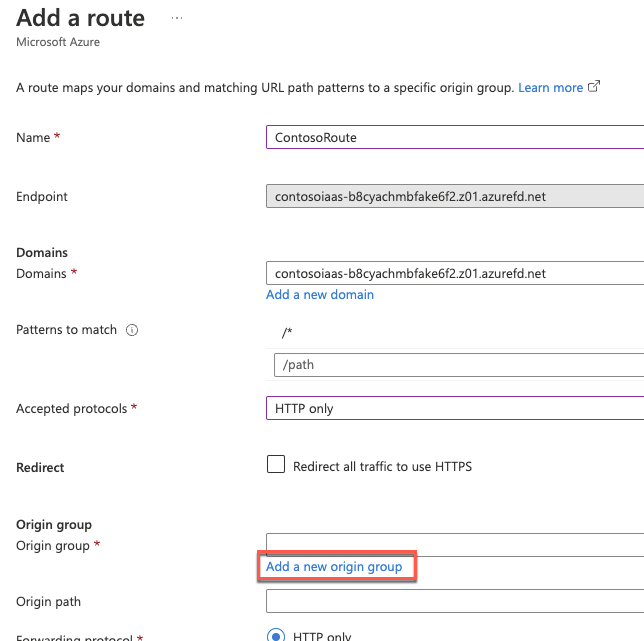 Add a route ...
Microsoft Azure
A route maps your domains and matching URL path patterns to a specific origin group. Learn more
Name *
ContosoRoute
Endpoint
contosoiaas-b8cyachmbfake6f2.z01.azurefd.net
Domains
Domains *
contosoiaas-b8cyachmbfake6f2.z01.azurefd.net
Add a new domain
Patterns to match
/*
/path
Accepted protocols *
HTTP only
Redirect
Redirect all traffic to use HTTPS
Origin group
Origin group *
Add a new origin group
Origin path
Forwarding protocol *
HTTP only